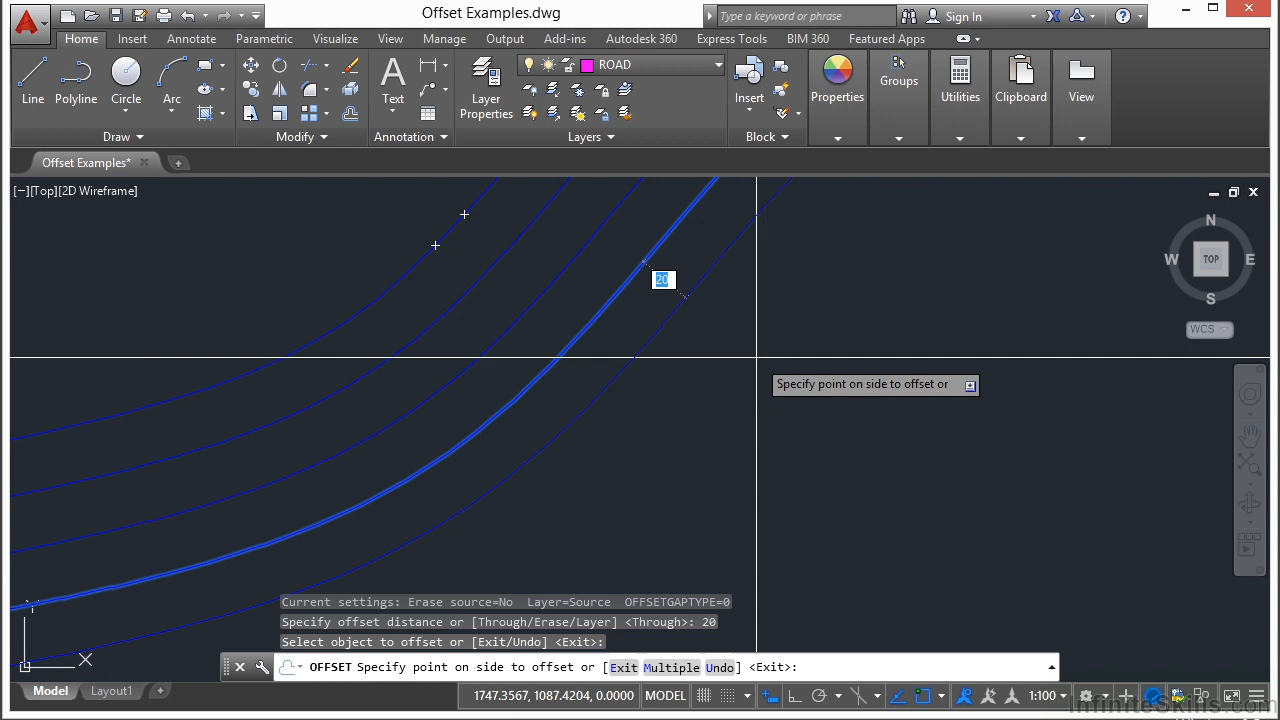 Offset Examples.dwg
Type a keyword or phrase
Sign In
Home Insert Annotate Parametric Visualize View Manage Output Add-ins Autodesk 360 Express Tools BIM 360 Featured Apps
ROAD
Line Polyline Circle Arc
Text
Layer Properties
Insert
Properties
Groups
Utilities
Clipboard
View
Draw
Modify
Annotation
Layers
Block
Offset Examples*
[−][Top][2D Wireframe]
N
W TOP E
S
WCS
20
Specify point on side to offset or
Current settings: Erase source=No Layer=Source OFFSETGAPTYPE=0
Specify offset distance or [Through/Erase/Layer] <Through>: 20
Select object to offset or [Exit/Undo] <Exit>:
OFFSET Specify point on side to offset or [Exit Multiple Undo] <Exit>:
Y
X
Model Layout1
1747.3567, 1087.4204, 0.0000 MODEL
1:100
InfiniteSkills.com